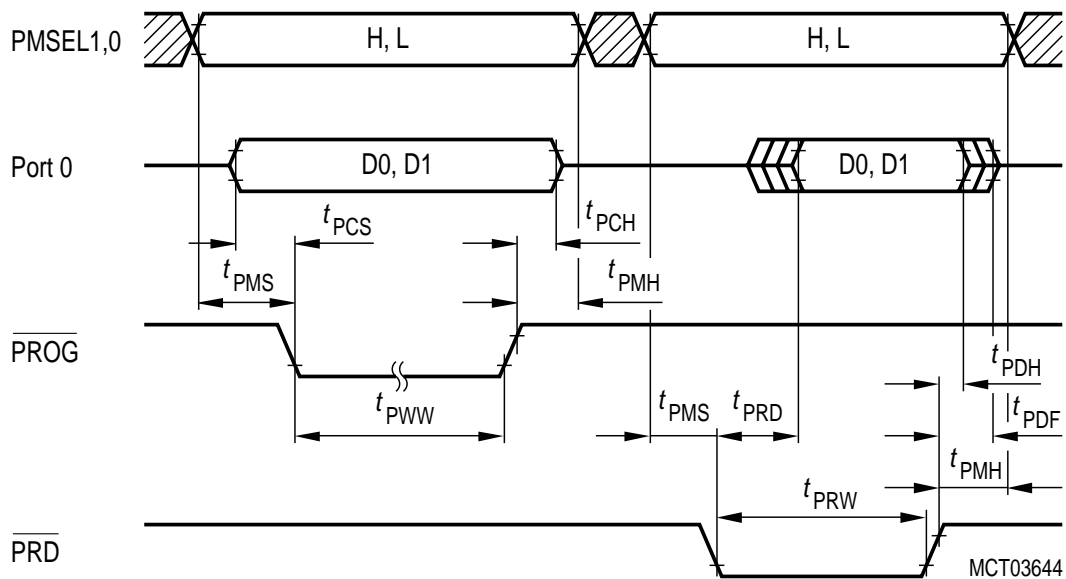 PMSEL1,0
H, L
H, L
Port 0
D0, D1
D0, D1
tPCS
tPCH
tPMS
tPMH
PROG
tPDH
tPWW
tPMS
tPRD
tPDF
tPMH
tPRW
PRD
MCT03644